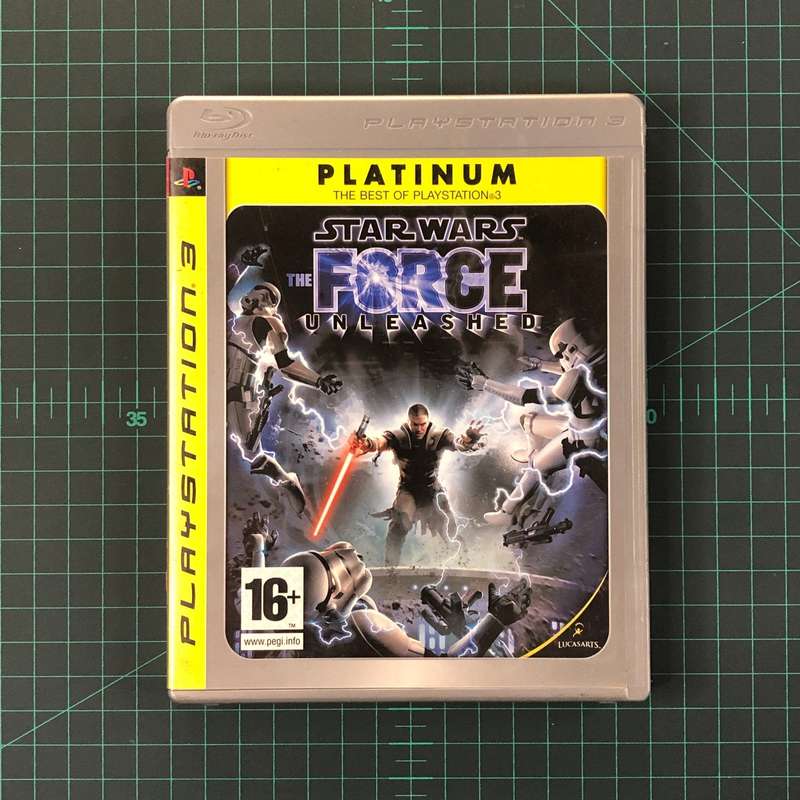 Blu-ray Disc
PLAYSTATION 3
PLAYSTATION®3
PLATINUM
THE BEST OF PLAYSTATION®3
STAR WARS
THE FORCE
UNLEASHED
35
16+
TM
www.pegi.info
LUCASARTS